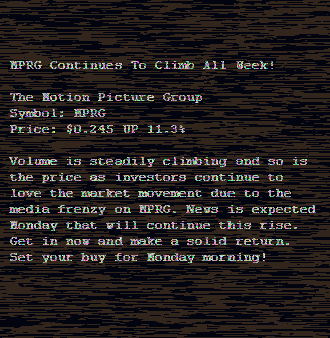 MPRG Continues To Climb All Week!
The Motion Picture Group
Symbol: MPRG
Price: $0.245 UP 11.3%
Volume is steadily climbing and so is
the price as investors continue to
love the market movement due to the
media frenzy on MPRG. News is expected
Monday that will continue this rise.
Get in now and make a solid return.
Set your buy for Monday morning!